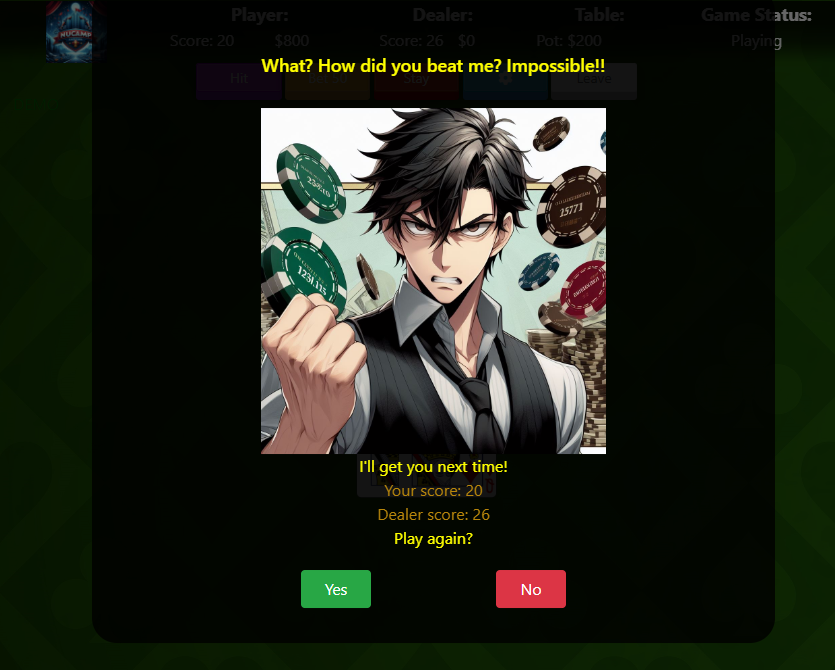 Player: Dealer: Table: Game Status:
Score: 20 $800 Score: 26 $0 Pot: $200 Playing
What? How did you beat me? Impossible!!
Hit Stay
I'll get you next time!
Your score: 20
Dealer score: 26
Play again?
Yes No